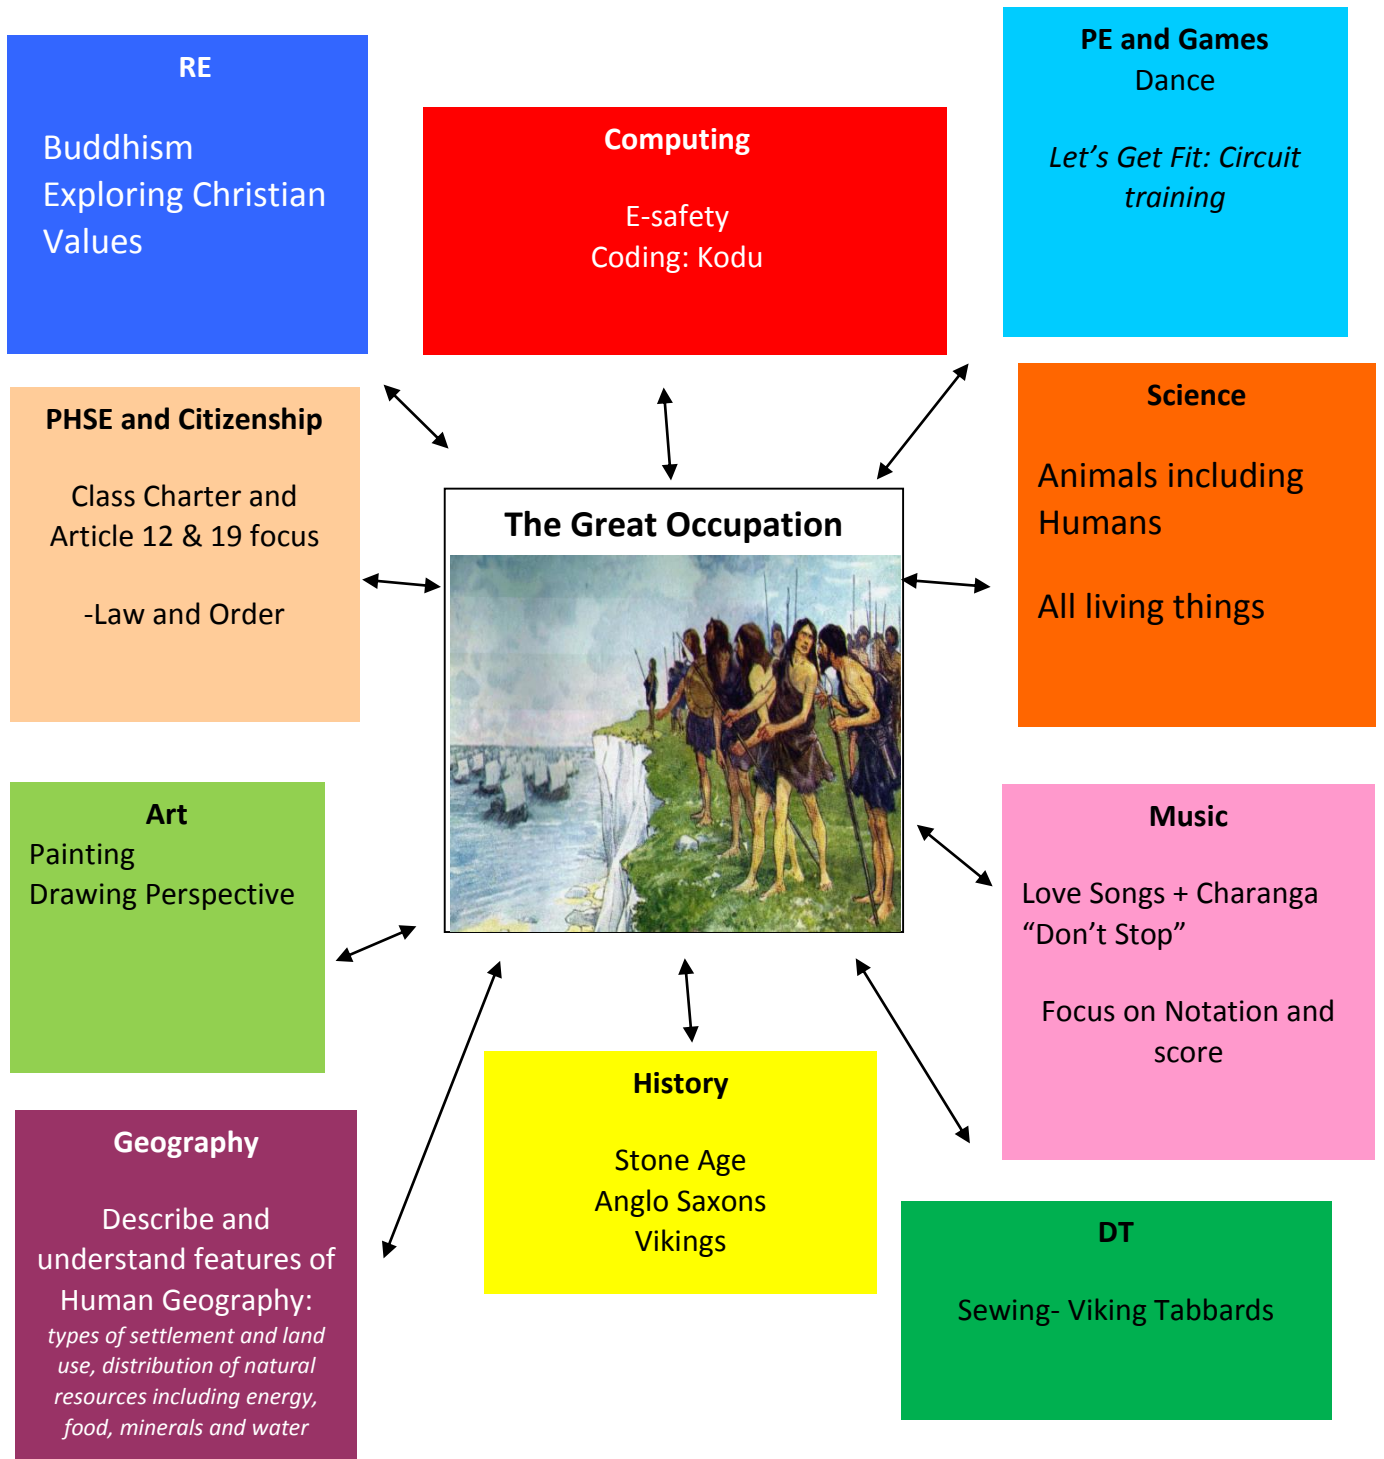 RE
Buddhism
Exploring Christian
Values
Computing
E-safety
Coding: Kodu
PE and Games
Dance
Let's Get Fit: Circuit
training
PHSE and Citizenship
Class Charter and
Article 12 & 19 focus
-Law and Order
The Great Occupation
Science
Animals including
Humans
All living things
Art
Painting
Drawing Perspective
Music
Love Songs + Charanga
“Don’t Stop”
Focus on Notation and
score
Geography
Describe and
understand features of
Human Geography:
types of settlement and land
use, distribution of natural
resources including energy,
food, minerals and water
History
Stone Age
Anglo Saxons
Vikings
DT
Sewing- Viking Tabbards